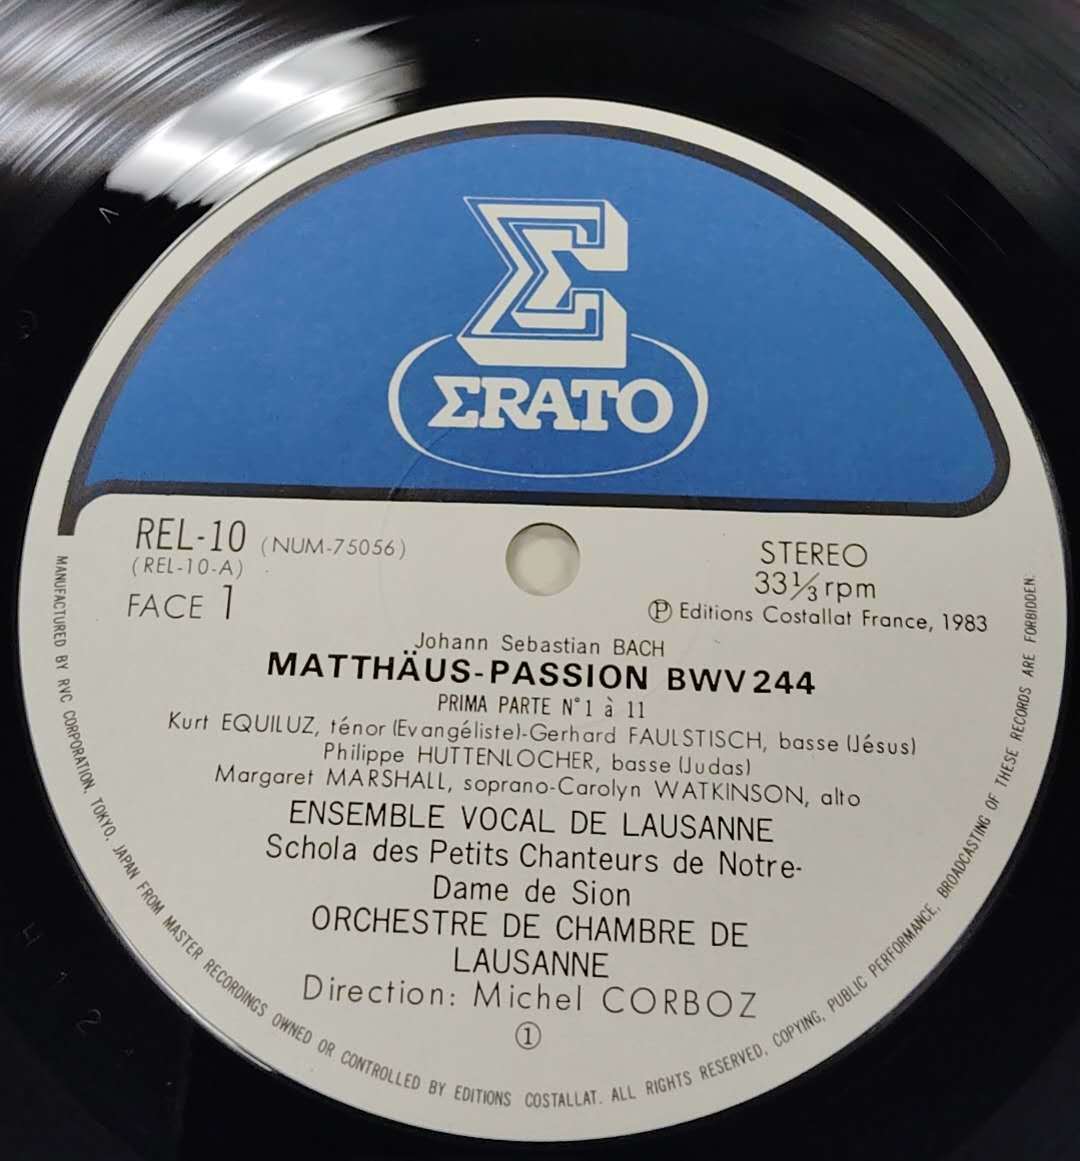 Σ
ΣRATO
REL-10 (NUM-75056)
(REL-10-A)
FACE 1
STEREO
33⅓ rpm
Ⓟ Editions Costallat France, 1983
Johann Sebastian BACH
MATTHÄUS-PASSION BWV 244
PRIMA PARTE N°1 à 11
Kurt EQUILUZ, ténor (Evangéliste)-Gerhard FAULSTISCH, basse (Jésus)
Philippe HUTTENLOCHER, basse (Judas)
Margaret MARSHALL, soprano-Carolyn WATKINSON, alto
ENSEMBLE VOCAL DE LAUSANNE
Schola des Petits Chanteurs de Notre-
Dame de Sion
ORCHESTRE DE CHAMBRE DE
LAUSANNE
Direction: Michel CORBOZ
①
MANUFACTURED BY RVC CORPORATION, TOKYO, JAPAN FROM MASTER RECORDINGS OWNED OR CONTROLLED BY EDITIONS COSTALLAT. ALL RIGHTS RESERVED, COPYING, PUBLIC PERFORMANCE, BROADCASTING OF THESE RECORDS ARE FORBIDDEN.